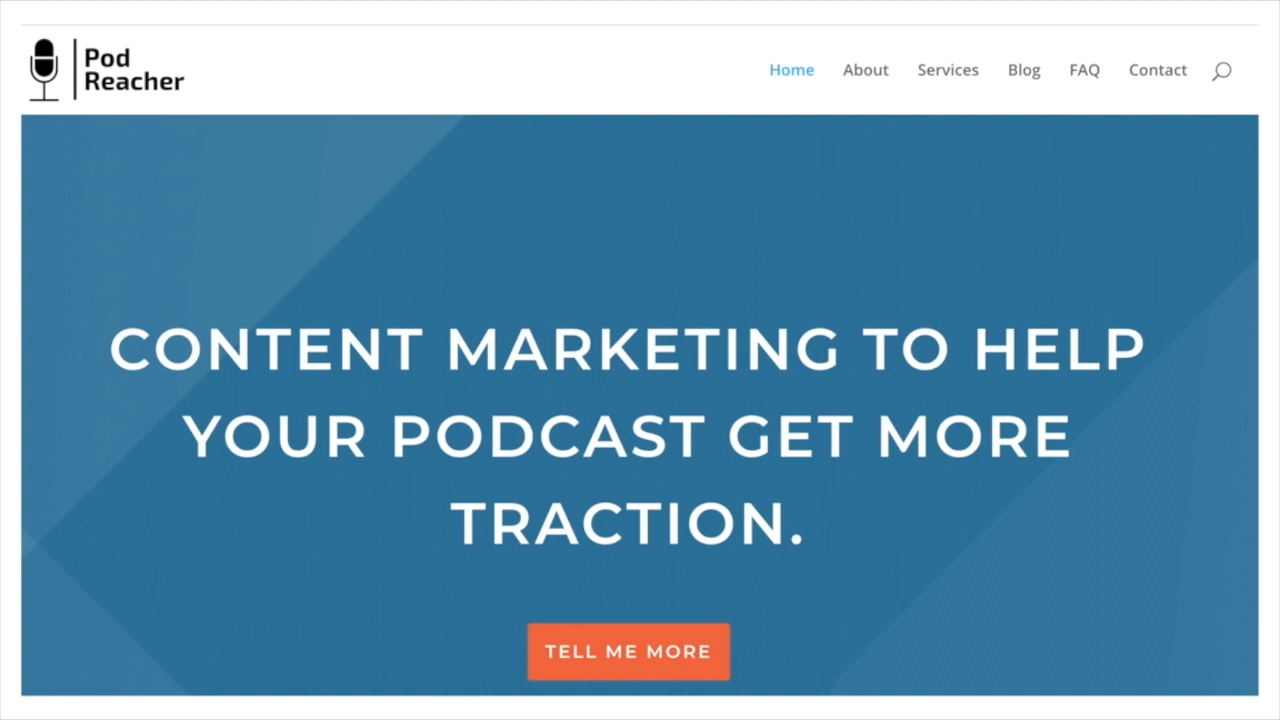 Pod
Reacher
Home About Services Blog FAQ Contact
CONTENT MARKETING TO HELP
YOUR PODCAST GET MORE
TRACTION.
TELL ME MORE